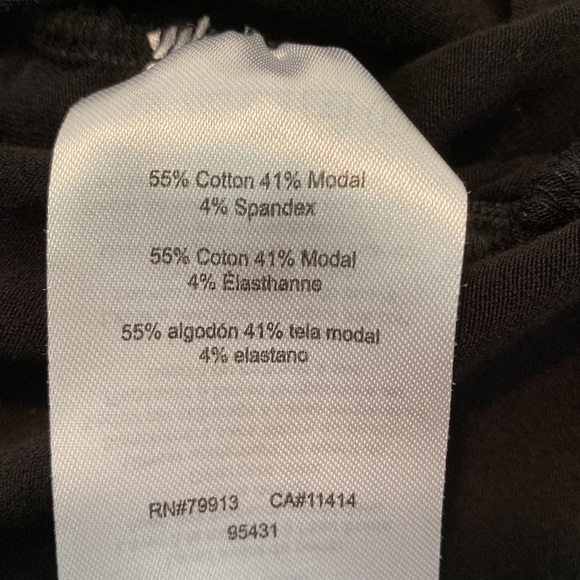 55% Cotton 41% Modal
4% Spandex
55% Coton 41% Modal
4% Élasthanne
55% algodón 41% tela modal
4% elastano
RN#79913 CA#11414
95431